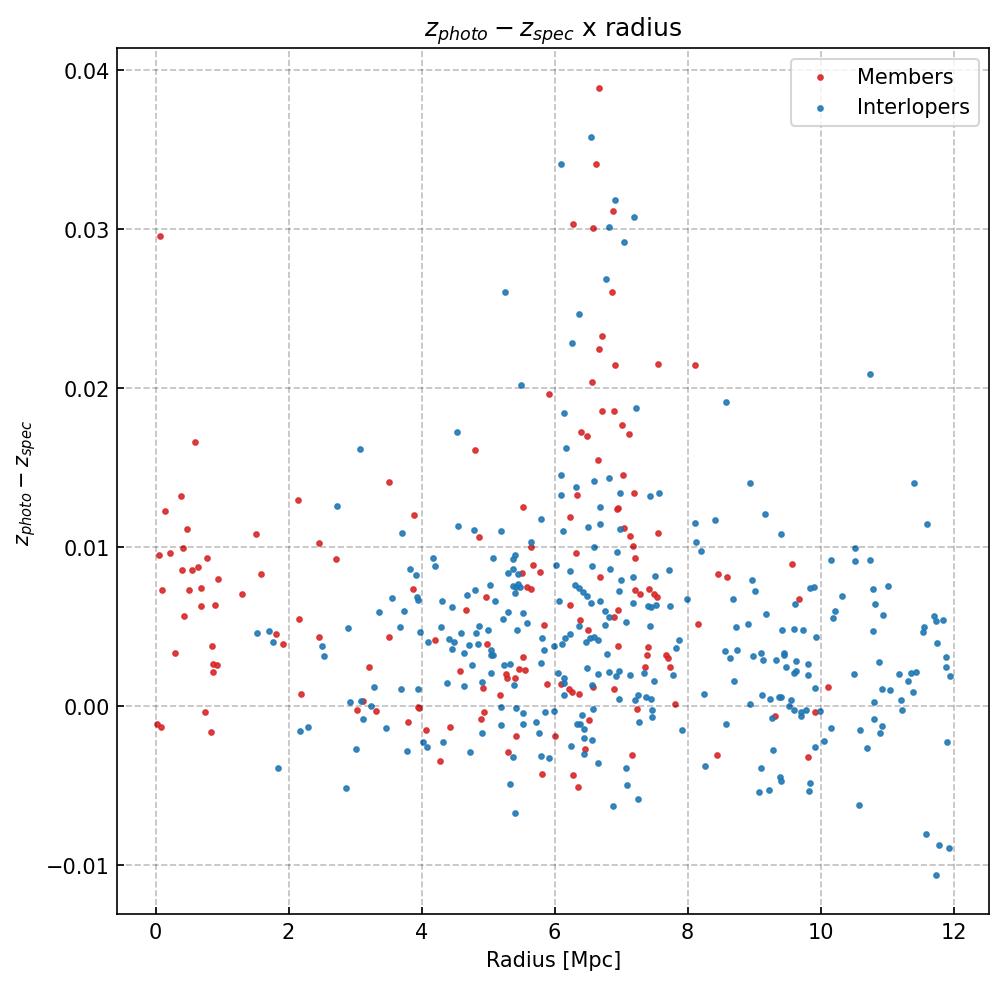 z_photo − z_spec x radius
Members
Interlopers
0.04
0.03
0.02
0.01
0.00
−0.01
z_photo − z_spec
0 2 4 6 8 10 12
Radius [Mpc]